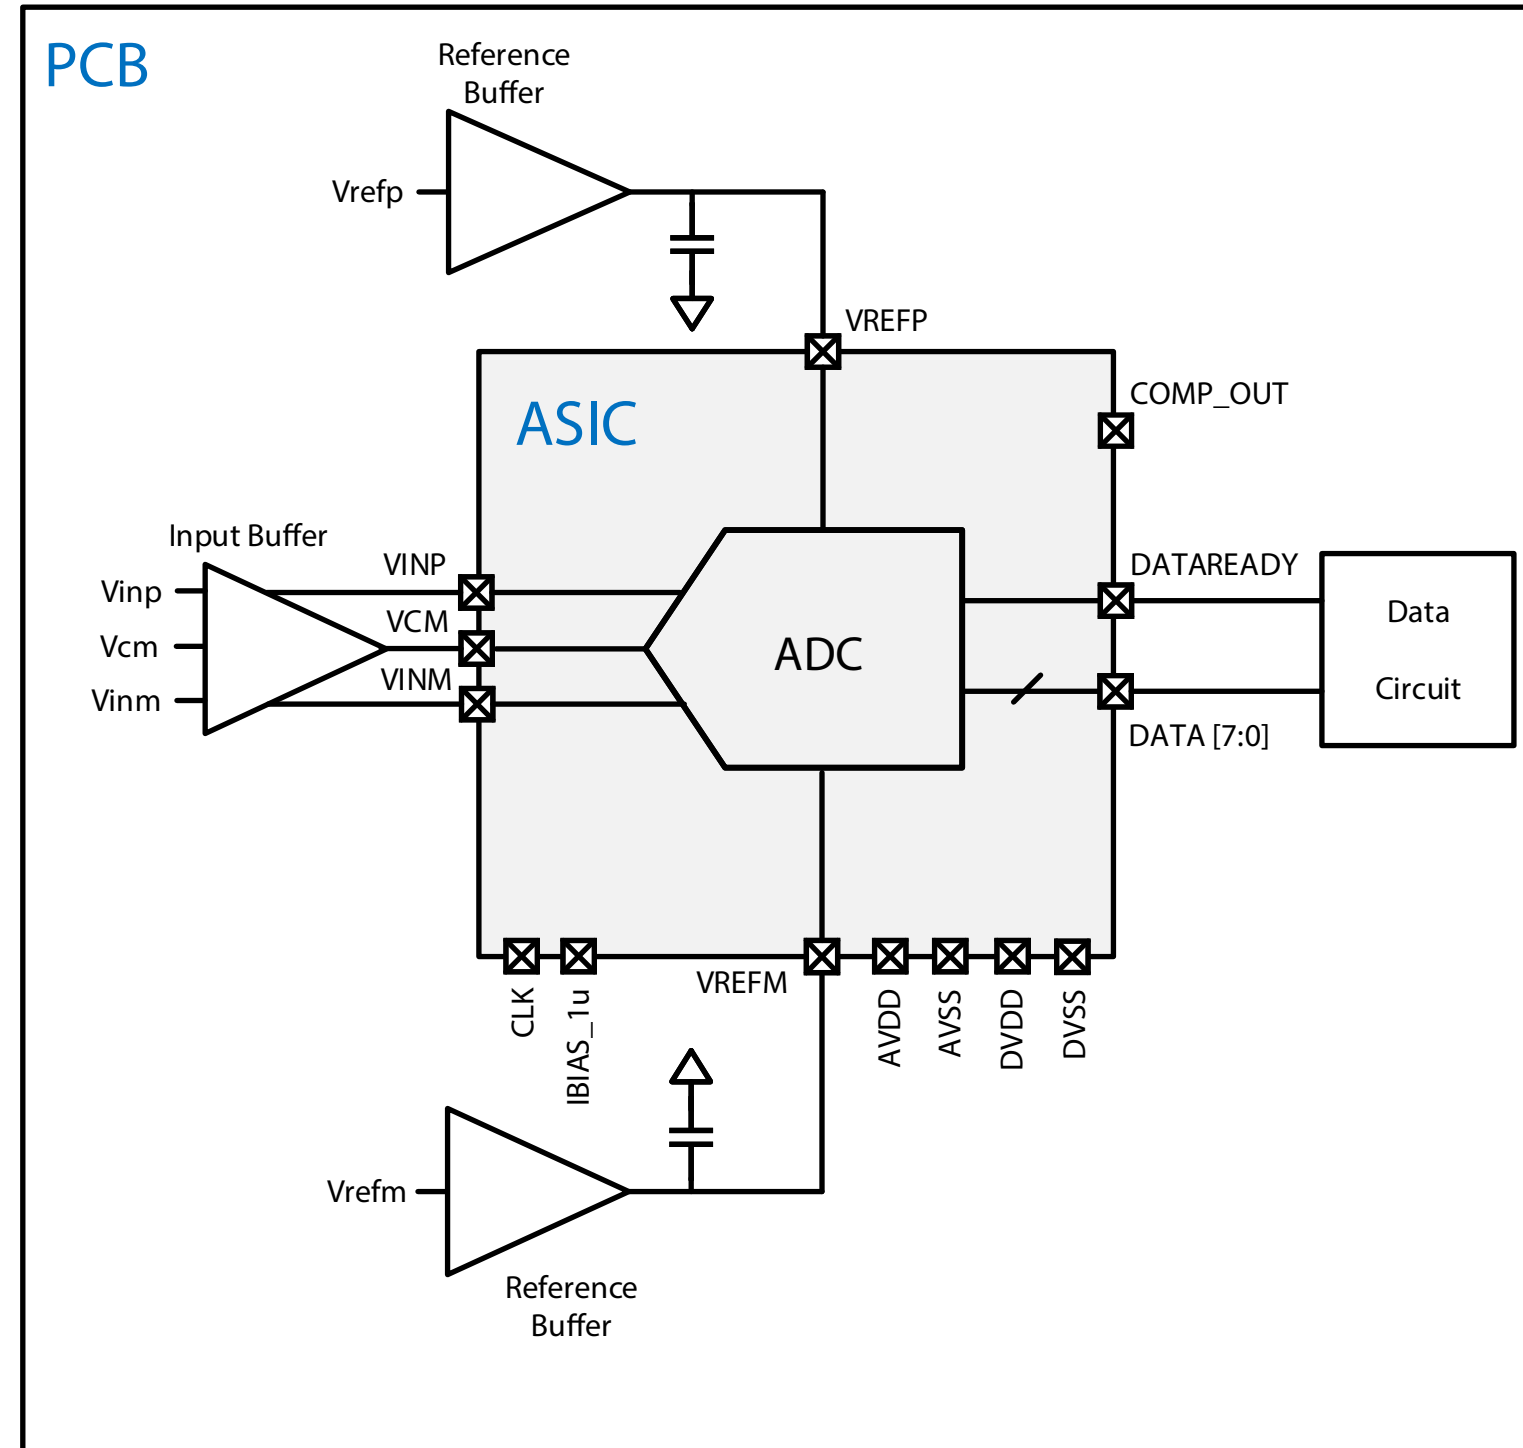 PCB
Reference
Buffer
Vrefp
VREFP
ASIC
COMP_OUT
Input Buffer
VINP
Vinp
VCM
Vcm
VINM
Vinm
ADC
DATAREADY
Data
Circuit
DATA [7:0]
CLK
IBIAS_1u
VREFM
AVDD
AVSS
DVDD
DVSS
Vrefm
Reference
Buffer